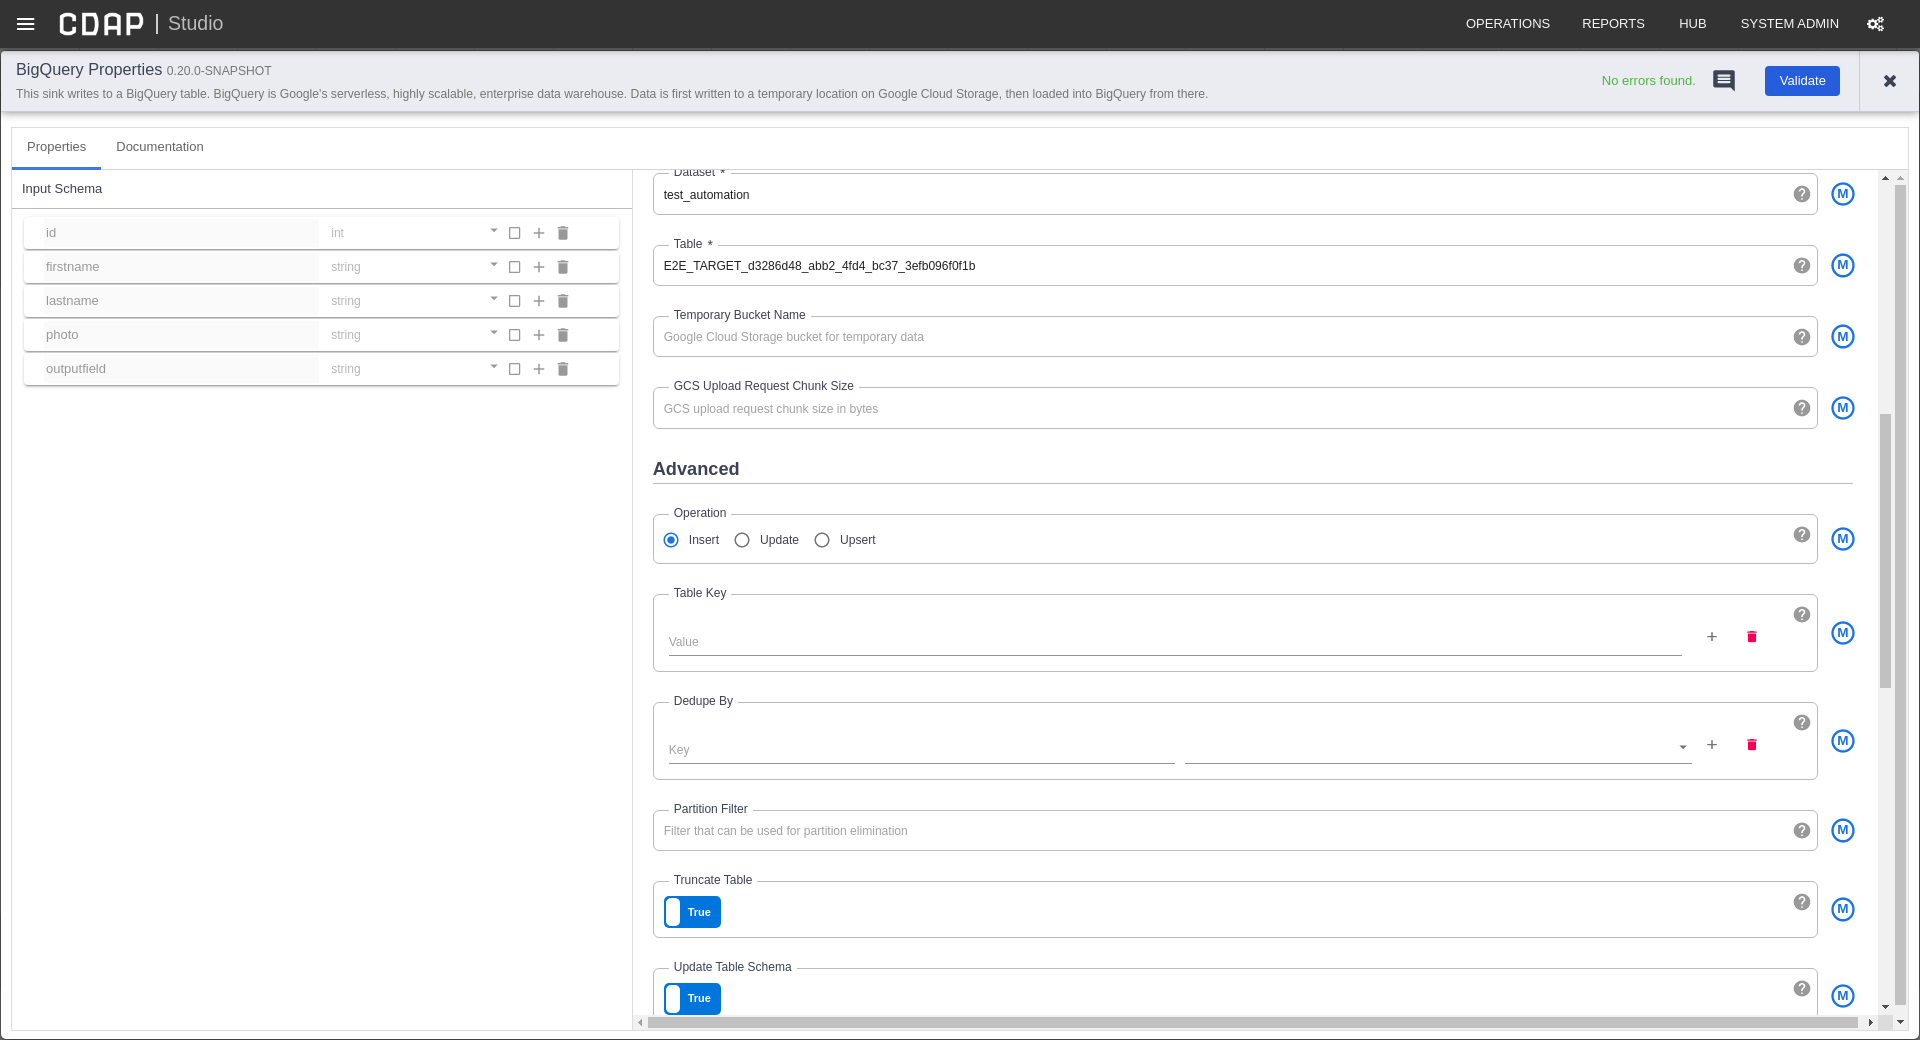 CDAP | Studio
OPERATIONS REPORTS HUB SYSTEM ADMIN
BigQuery Properties 0.20.0-SNAPSHOT
This sink writes to a BigQuery table. BigQuery is Google's serverless, highly scalable, enterprise data warehouse. Data is first written to a temporary location on Google Cloud Storage, then loaded into BigQuery from there.
No errors found.
Validate
Properties Documentation
Input Schema
id int
firstname string
lastname string
photo string
outputfield string
Dataset *
test_automation
M
Table *
E2E_TARGET_d3286d48_abb2_4fd4_bc37_3efb096f0f1b
M
Temporary Bucket Name
Google Cloud Storage bucket for temporary data
M
GCS Upload Request Chunk Size
GCS upload request chunk size in bytes
M
Advanced
Operation
Insert Update Upsert
M
Table Key
Value
M
Dedupe By
Key
M
Partition Filter
Filter that can be used for partition elimination
M
Truncate Table
True
M
Update Table Schema
True
M